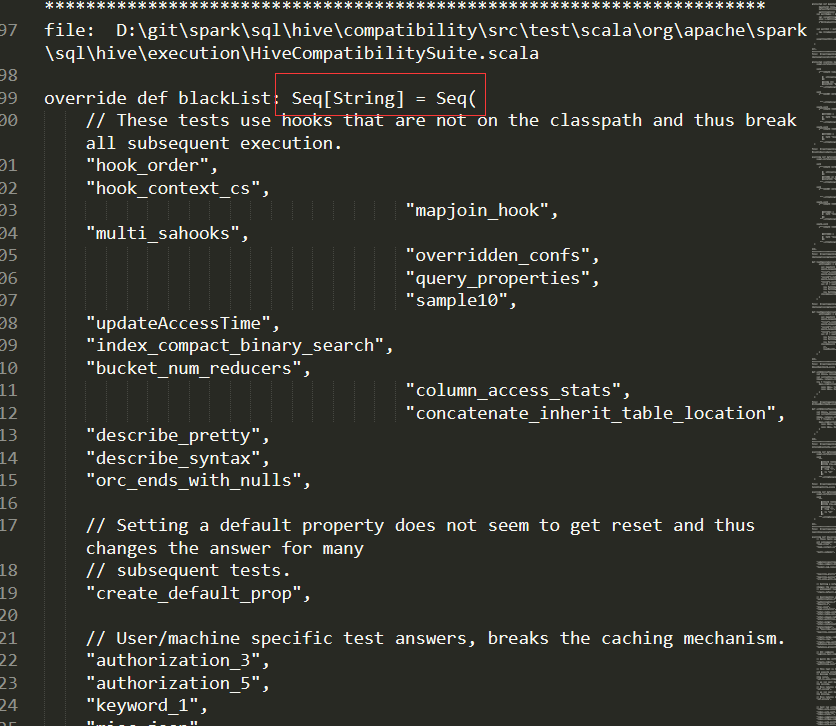 **********************************************************************
97 file:  D:\git\spark\sql\hive\compatibility\src\test\scala\org\apache\spark
\sql\hive\execution\HiveCompatibilitySuite.scala
98
99 override def blackList: Seq[String] = Seq(
00 // These tests use hooks that are not on the classpath and thus break
all subsequent execution.
01 "hook_order",
02 "hook_context_cs",
03 "mapjoin_hook",
04 "multi_sahooks",
05 "overridden_confs",
06 "query_properties",
07 "sample10",
08 "updateAccessTime",
09 "index_compact_binary_search",
10 "bucket_num_reducers",
11 "column_access_stats",
12 "concatenate_inherit_table_location",
13 "describe_pretty",
14 "describe_syntax",
15 "orc_ends_with_nulls",
16
17 // Setting a default property does not seem to get reset and thus
changes the answer for many
18 // subsequent tests.
19 "create_default_prop",
20
21 // User/machine specific test answers, breaks the caching mechanism.
22 "authorization_3",
23 "authorization_5",
24 "keyword_1",